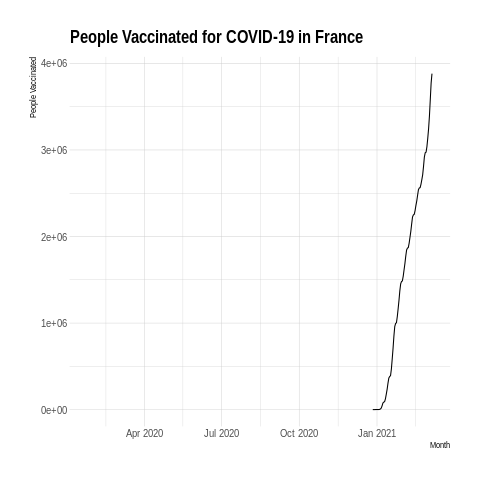 People Vaccinated for COVID-19 in France
People Vaccinated
4e+06
3e+06
2e+06
1e+06
0e+00
Apr 2020 Jul 2020 Oct 2020 Jan 2021
Month